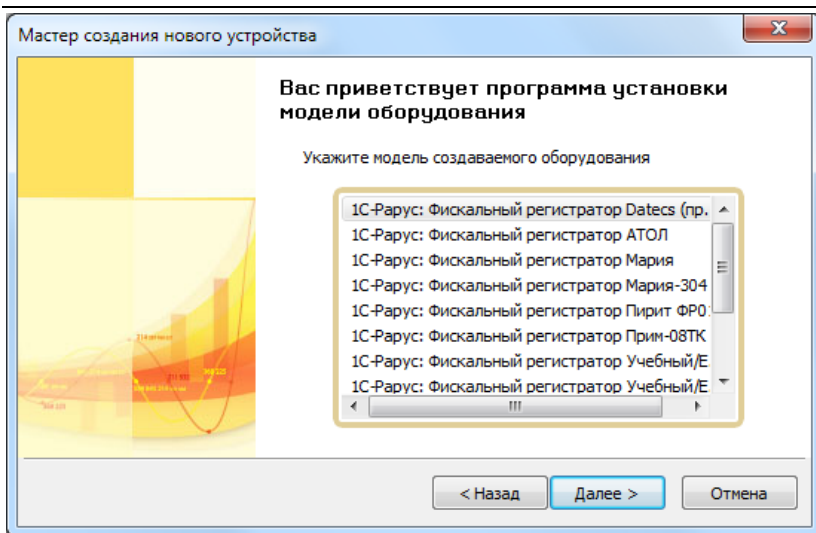 Мастер создания нового устройства
Вас приветствует программа установки
модели оборудования
Укажите модель создаваемого оборудования
1С-Рарус: Фискальный регистратор Datecs (пр.
1С-Рарус: Фискальный регистратор АТОЛ
1С-Рарус: Фискальный регистратор Мария
1С-Рарус: Фискальный регистратор Мария-304
1С-Рарус: Фискальный регистратор Пирит ФР01
1С-Рарус: Фискальный регистратор Прим-08ТК
1С-Рарус: Фискальный регистратор Учебный/Е
1С-Рарус: Фискальный регистратор Учебный/Е
< Назад
Далее >
Отмена